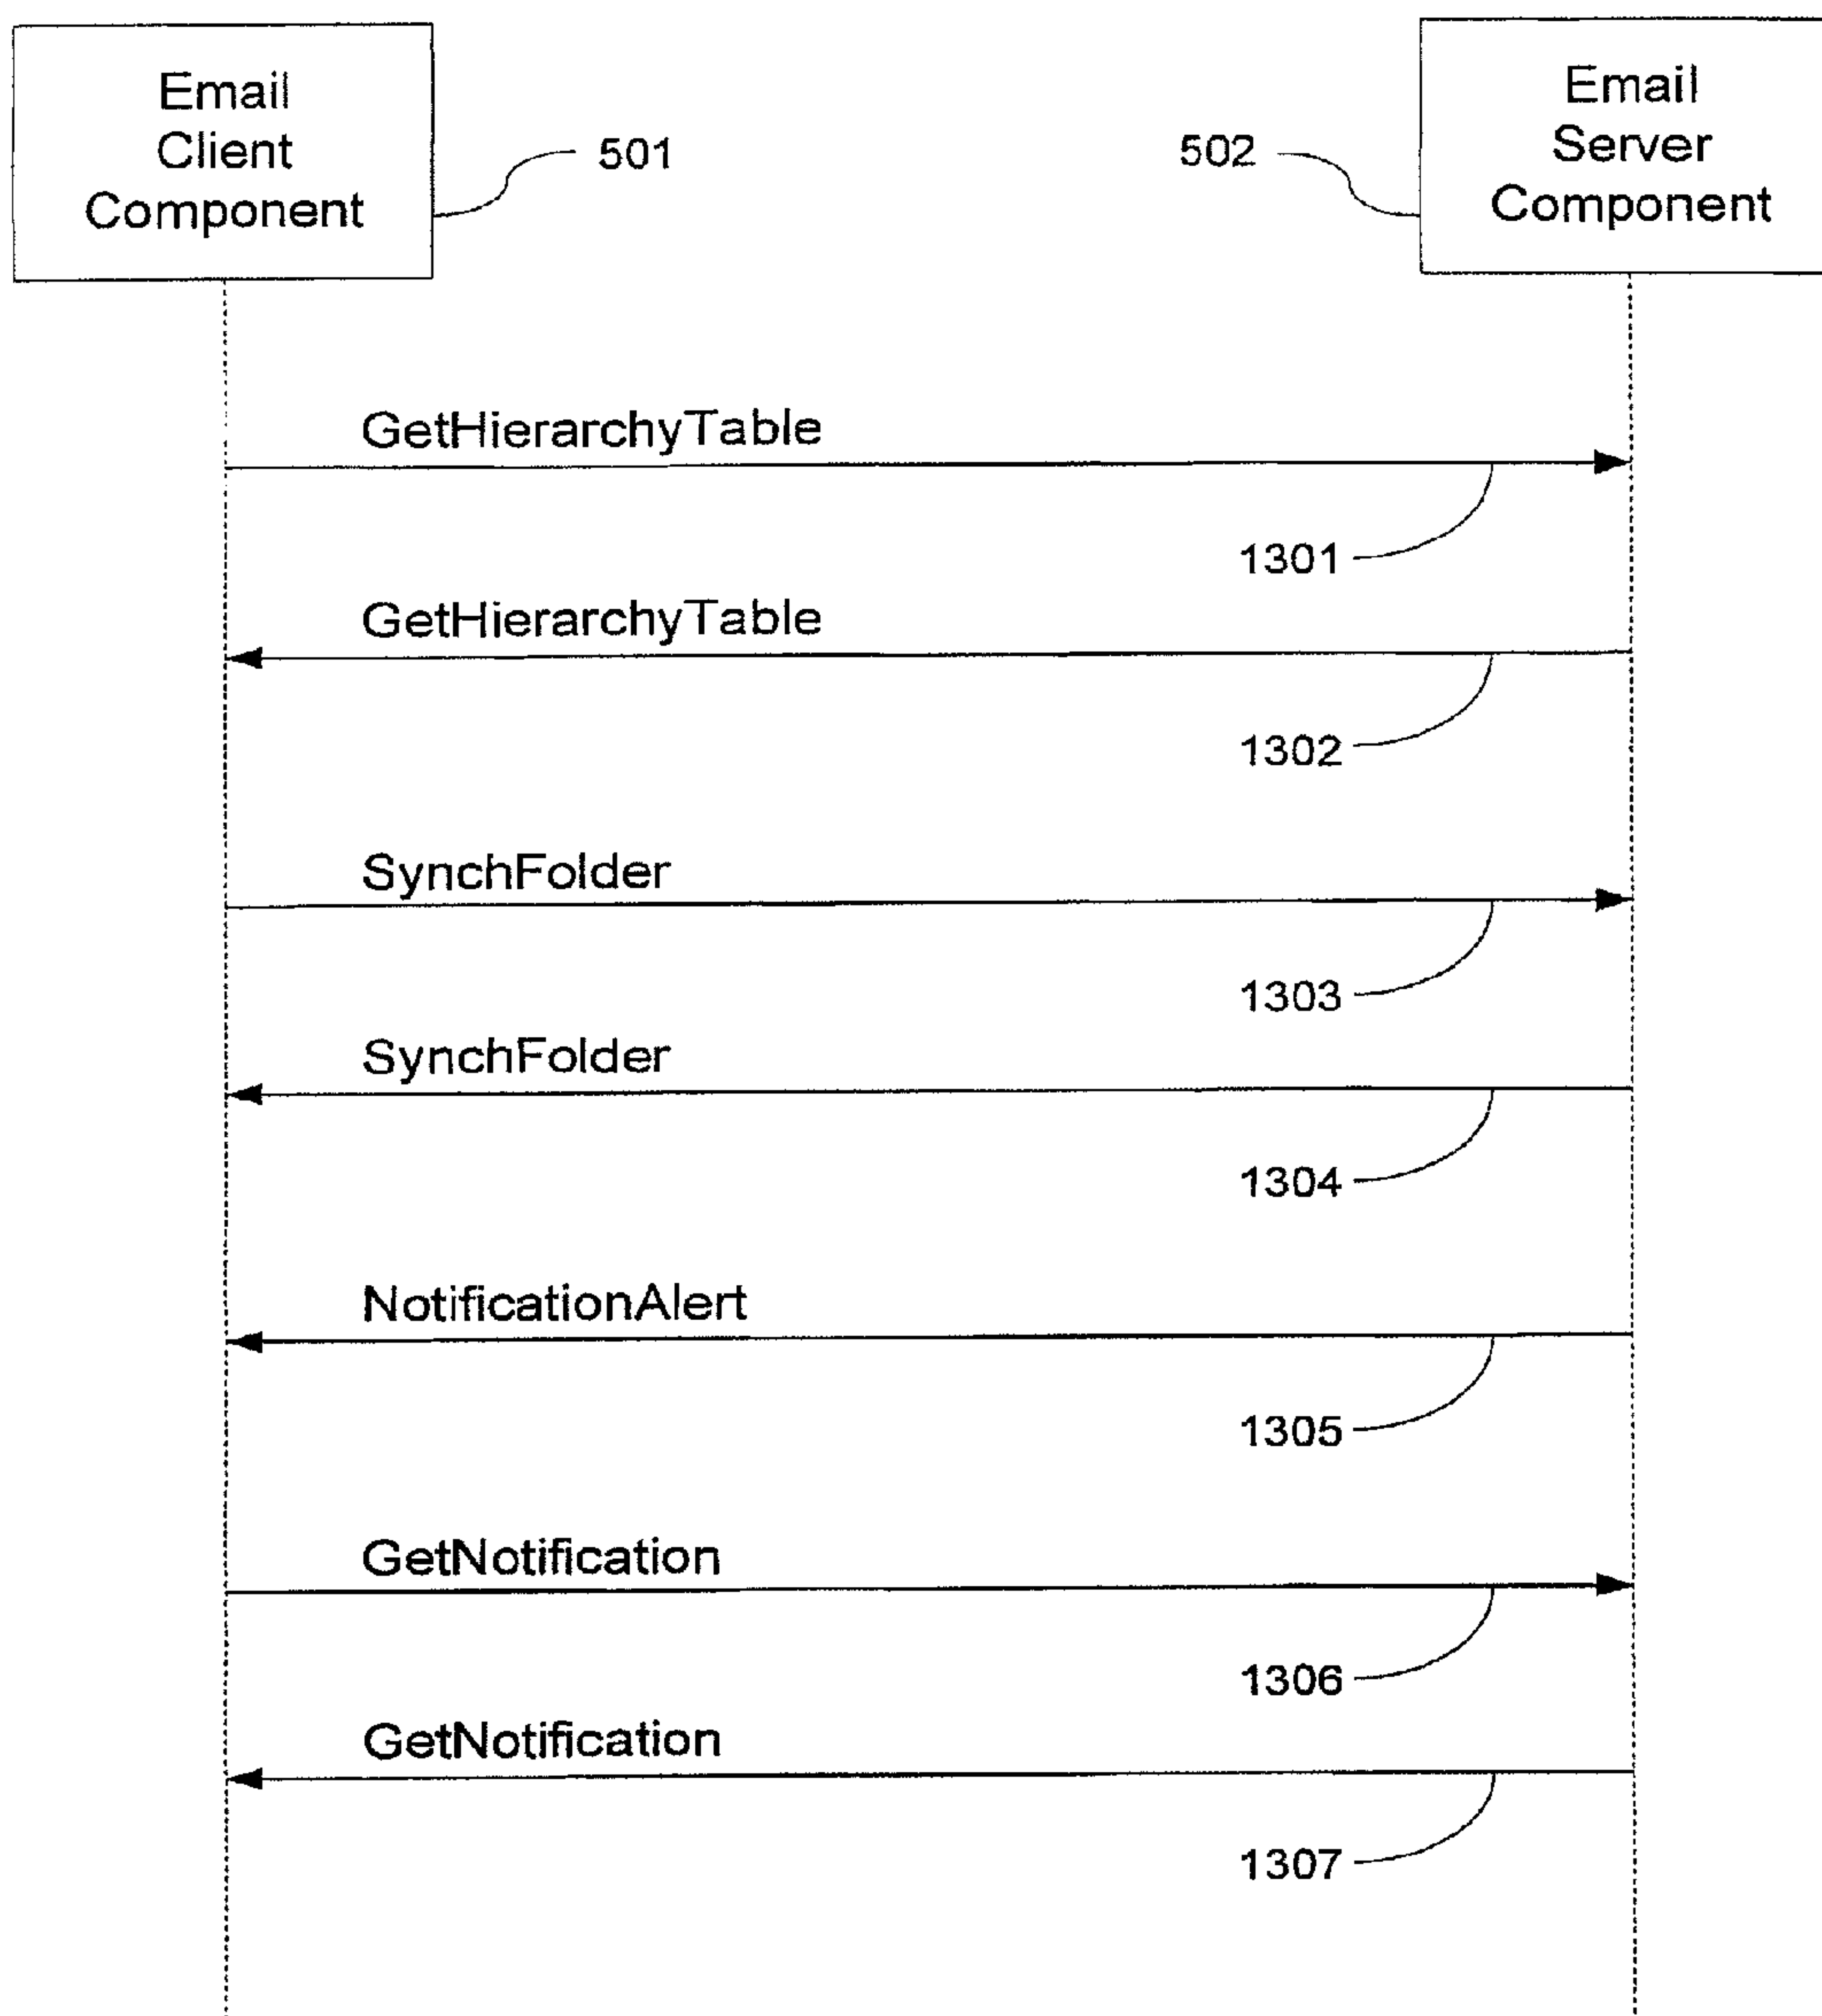 Email
Client
Component
501
502
Email
Server
Component
GetHierarchyTable
1301
GetHierarchyTable
1302
SynchFolder
1303
SynchFolder
1304
NotificationAlert
1305
GetNotification
1306
GetNotification
1307